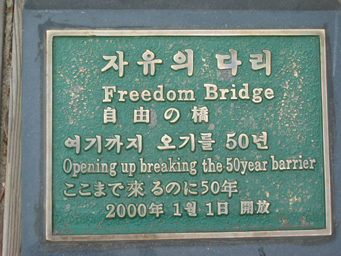 자유의 다리
Freedom Bridge
自由の橋
여기까지 오기를 50년
Opening up breaking the 50year barrier
ここまで來るのに50年
2000年 1월 1日 開放